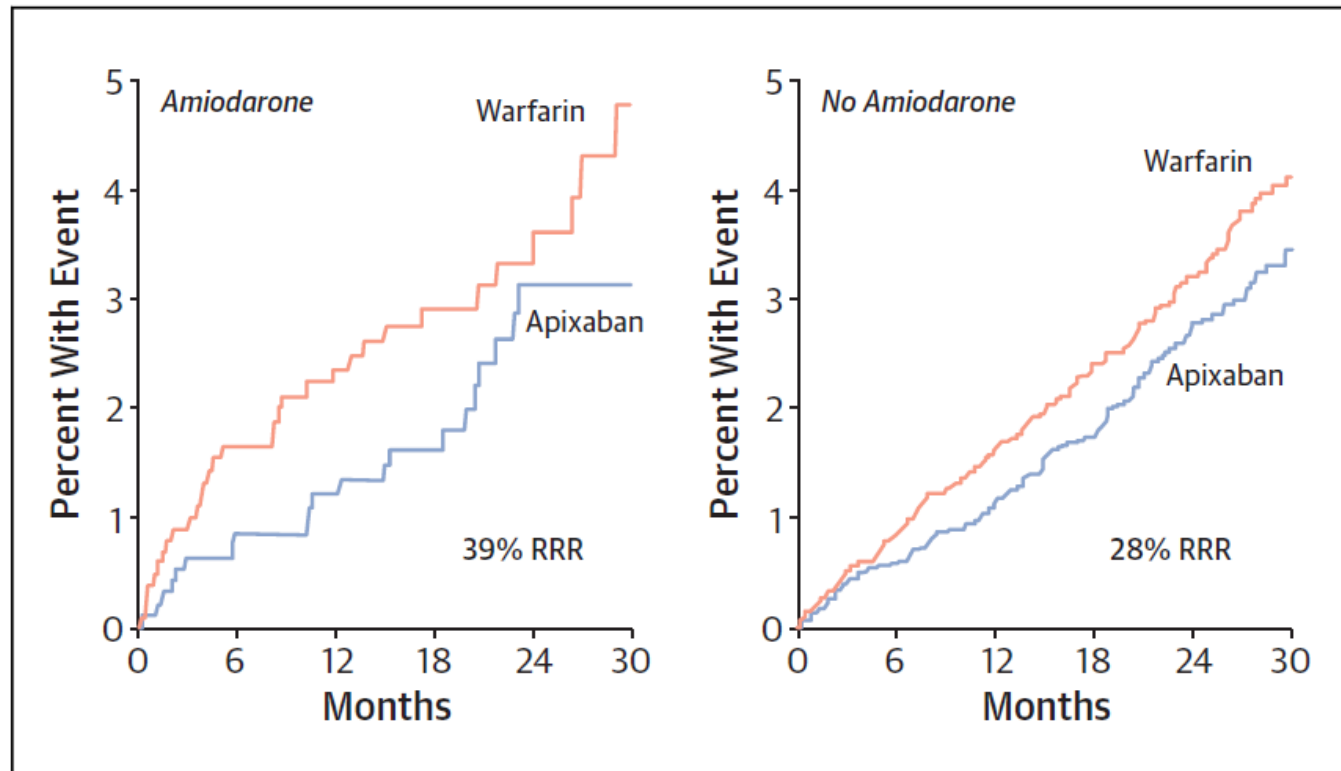 Amiodarone
Percent With Event
5
4
3
2
1
0
Warfarin
Apixaban
39% RRR
0 6 12 18 24 30
Months
No Amiodarone
Percent With Event
5
4
3
2
1
0
Warfarin
Apixaban
28% RRR
0 6 12 18 24 30
Months